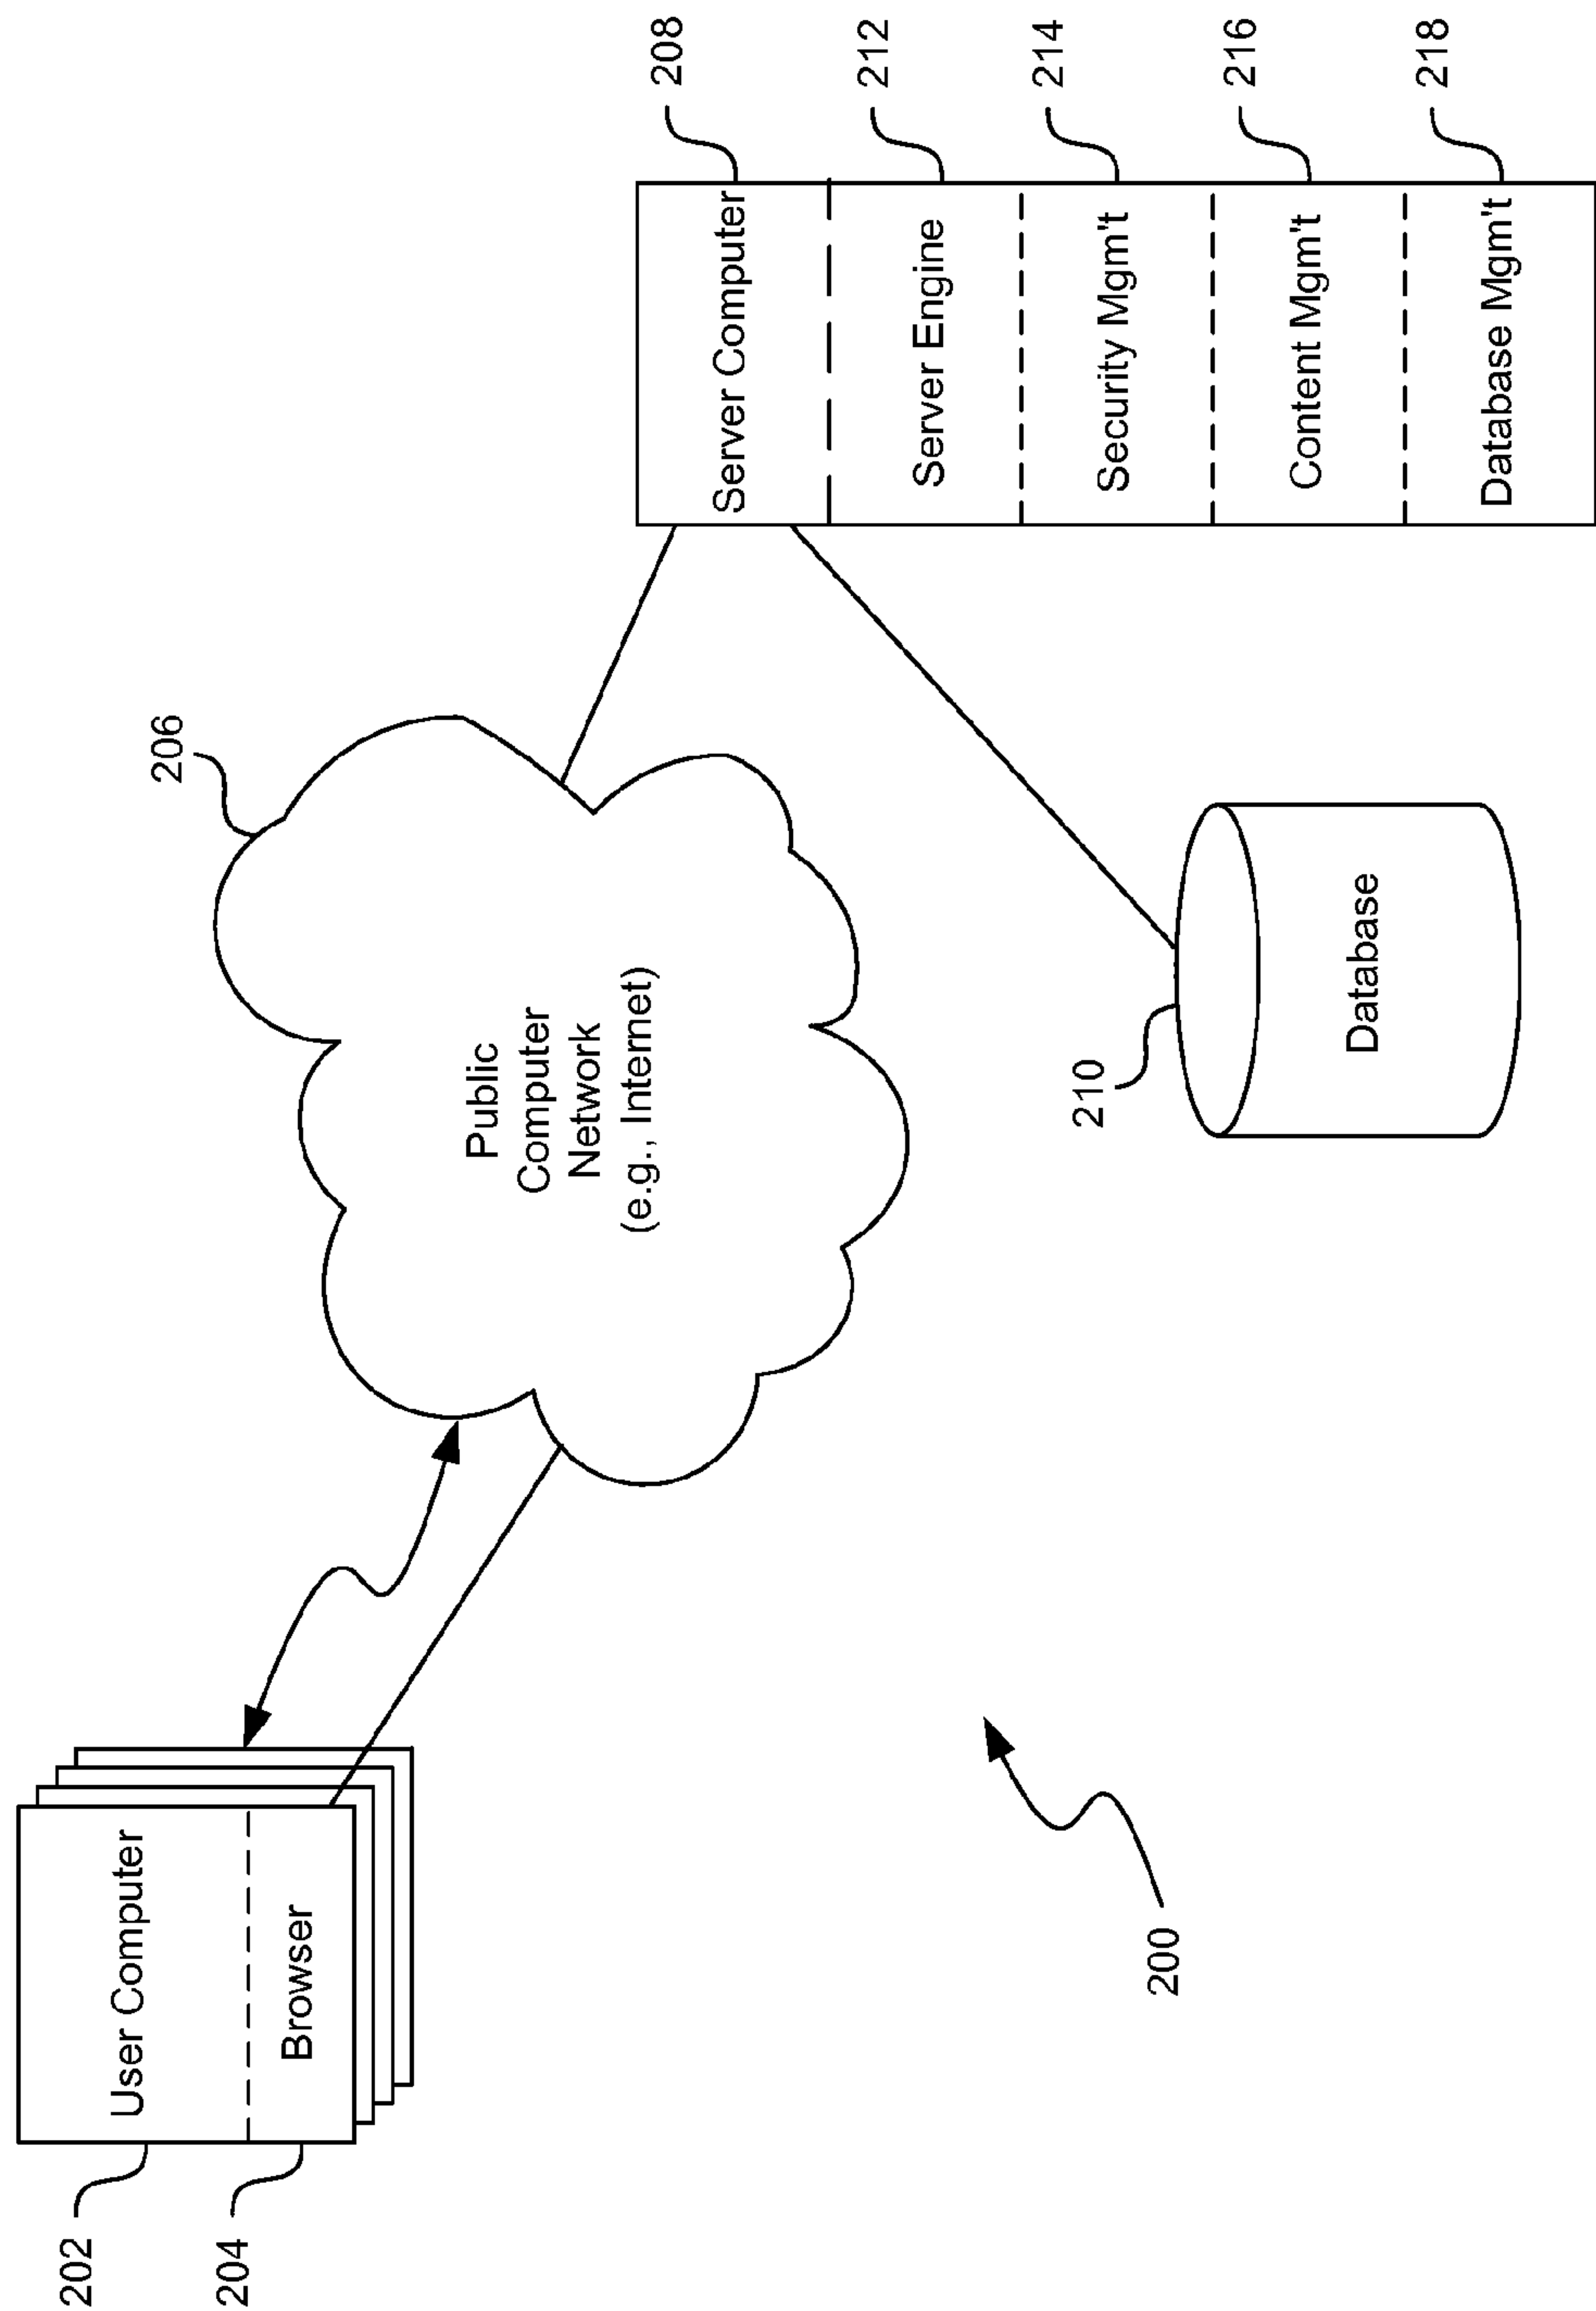 202
User Computer
204
Browser
206
Public
Computer
Network
(e.g., Internet)
Server Computer
208
Server Engine
212
Security Mgm't
214
Content Mgm't
216
Database Mgm't
218
210
Database
200